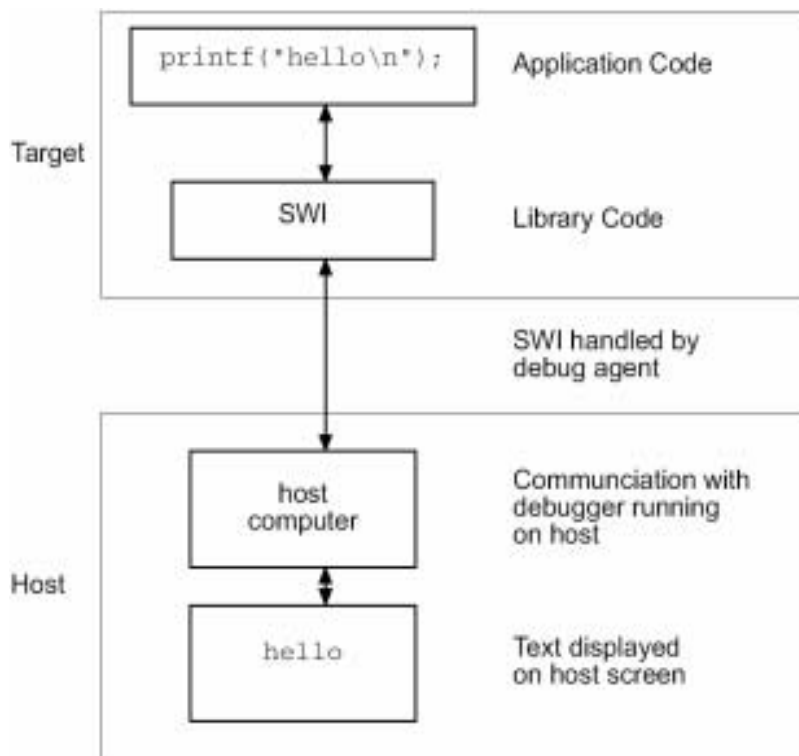 printf("hello\n");
Application Code
Target
SWI
Library Code
SWI handled by
debug agent
host
computer
Communciation with
debugger running
on host
Host
hello
Text displayed
on host screen